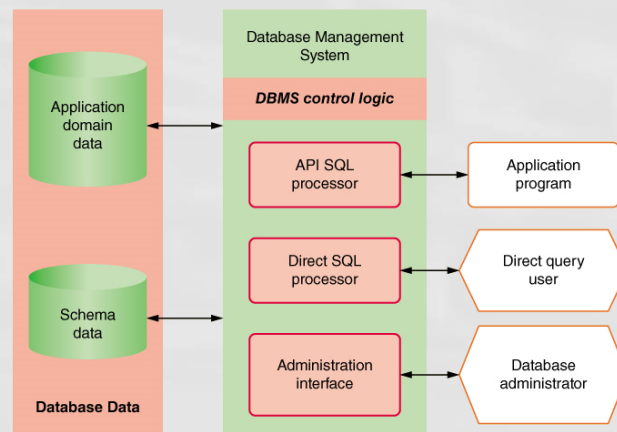 Database Management
System
DBMS control logic
Application
domain
data
API SQL
processor
Application
program
Direct SQL
processor
Direct query
user
Schema
data
Administration
interface
Database
administrator
Database Data